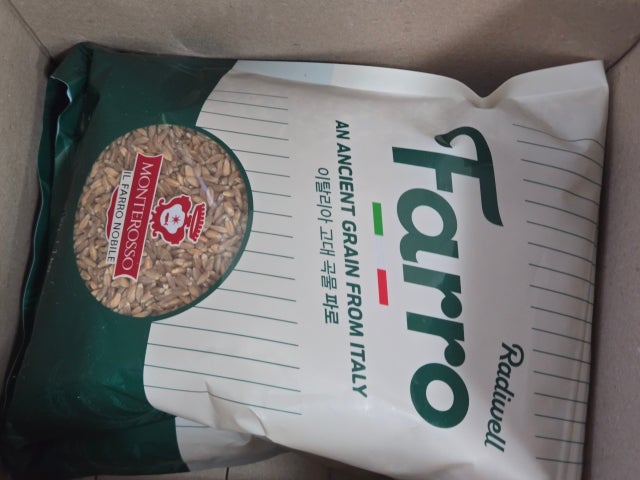 Radiwell
Farro
AN ANCIENT GRAIN FROM ITALY
이탈리아 고대 곡물 파로
MONTEROSSO
IL FARRO NOBILE